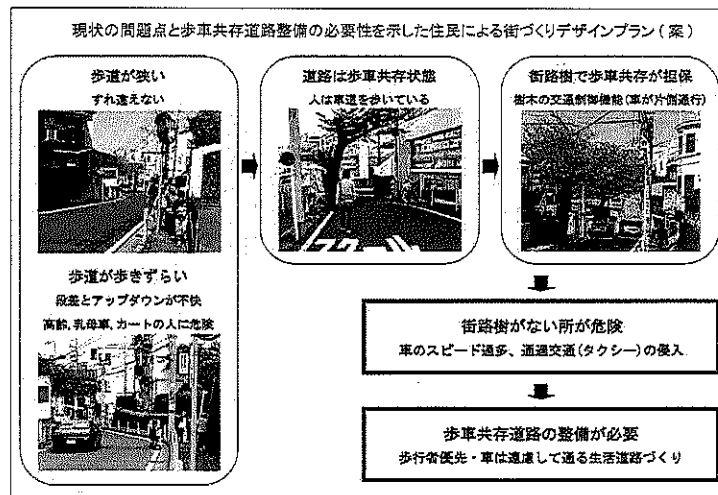 現状の問題点と歩車共存道路整備の必要性を示した住民による街づくりデザインプラン(案)
歩道が狭い
すれ違えない
歩道が歩きずらい
段差とアップダウンが不快
高齢、乳母車、カートの人に危険
道路は歩車共存状態
人は車道を歩いている
街路樹で歩車共存が担保
樹木の交通制御機能(車が片側通行)
街路樹がない所が危険
車のスピード過多、通過交通(タクシー)の侵入
歩車共存道路の整備が必要
歩行者優先・車は遠慮して通る生活道路づくり